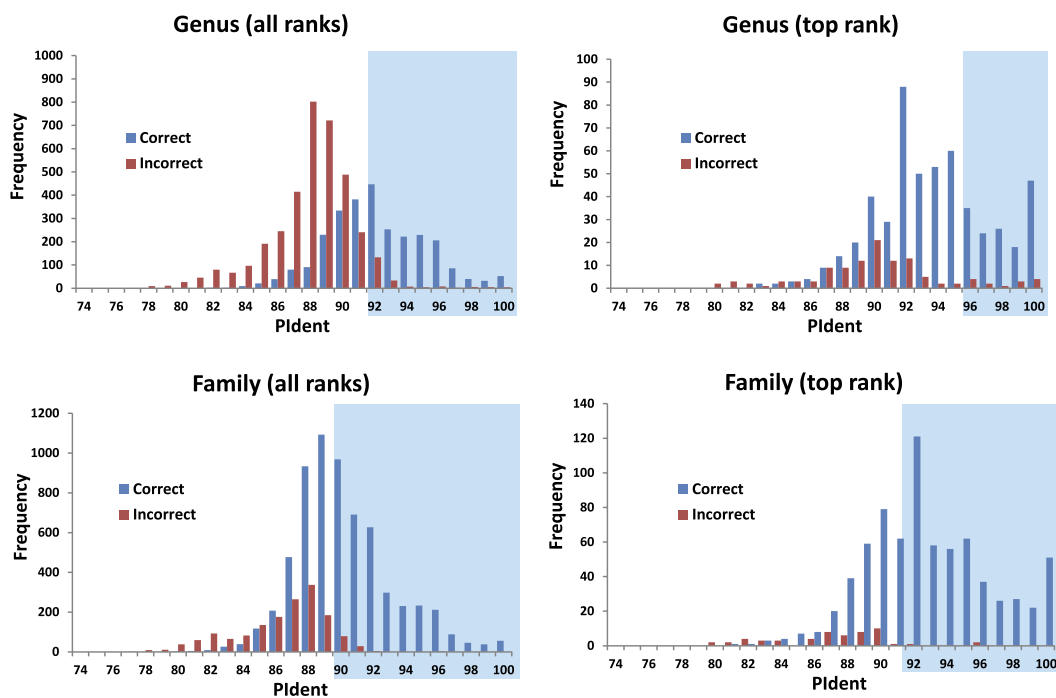 Genus (all ranks)
1000
900
800
700
600
500
400
300
200
100
0
Frequency
Correct
Incorrect
74 76 78 80 82 84 86 88 90 92 94 96 98 100
PIdent
Genus (top rank)
100
90
80
70
60
50
40
30
20
10
0
Frequency
Correct
Incorrect
74 76 78 80 82 84 86 88 90 92 94 96 98 100
PIdent
Family (all ranks)
1200
1000
800
600
400
200
0
Frequency
Correct
Incorrect
74 76 78 80 82 84 86 88 90 92 94 96 98 100
PIdent
Family (top rank)
140
120
100
80
60
40
20
0
Frequency
Correct
Incorrect
74 76 78 80 82 84 86 88 90 92 94 96 98 100
PIdent